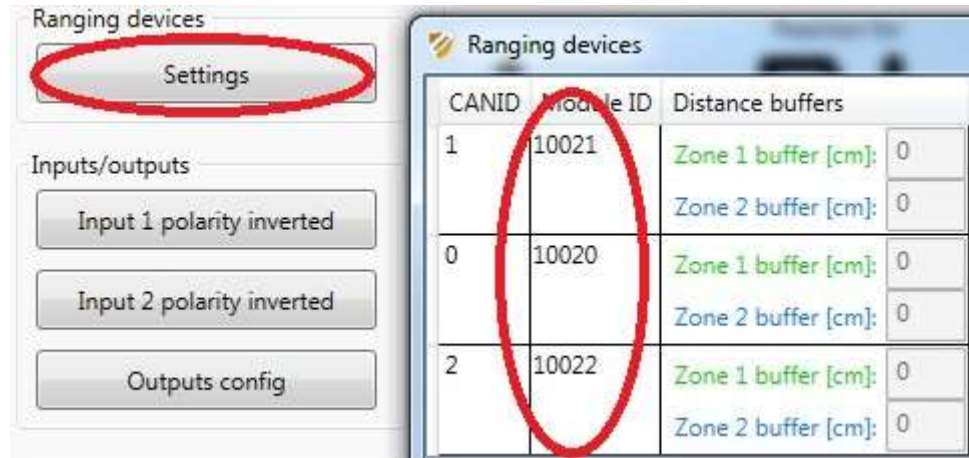 Ranging devices
Settings
Inputs/outputs
Input 1 polarity inverted
Input 2 polarity inverted
Outputs config
Ranging devices
CANID Module ID Distance buffers
1 10021 Zone 1 buffer [cm]: 0
Zone 2 buffer [cm]: 0
0 10020 Zone 1 buffer [cm]: 0
Zone 2 buffer [cm]: 0
2 10022 Zone 1 buffer [cm]: 0
Zone 2 buffer [cm]: 0